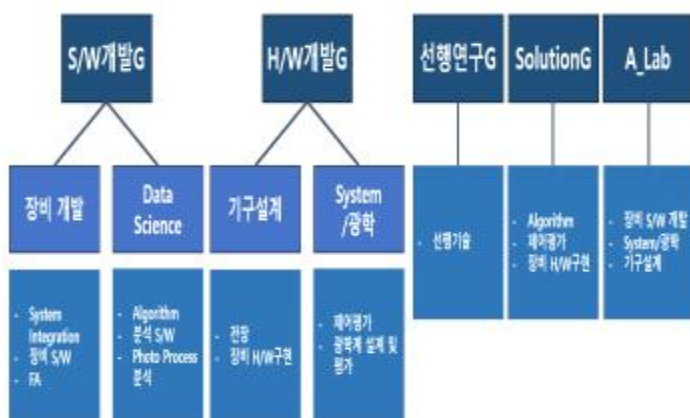 S/W개발G
H/W개발G
선행연구G
SolutionG
A_Lab
장비 개발
Data
Science
기구설계
System
/광학
- 선행기술
- Algorithm
- 제어평가
- 장비 H/W구현
- 장비 S/W 개발
- System/광학
- 기구설계
- System
Integration
- 장비 S/W
- FA
- Algorithm
- 분석 S/W
- Photo Process
분석
- 전장
- 장비 H/W구현
- 제어평가
- 광학계 설계 및
평가